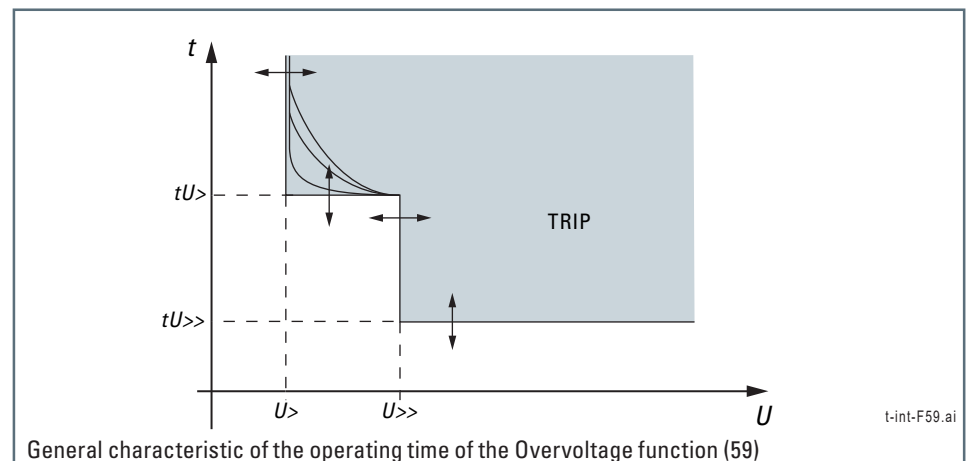 t
tU>
TRIP
tU>>
U>
U>>
U
t-int-F59.ai
General characteristic of the operating time of the Overvoltage function (59)